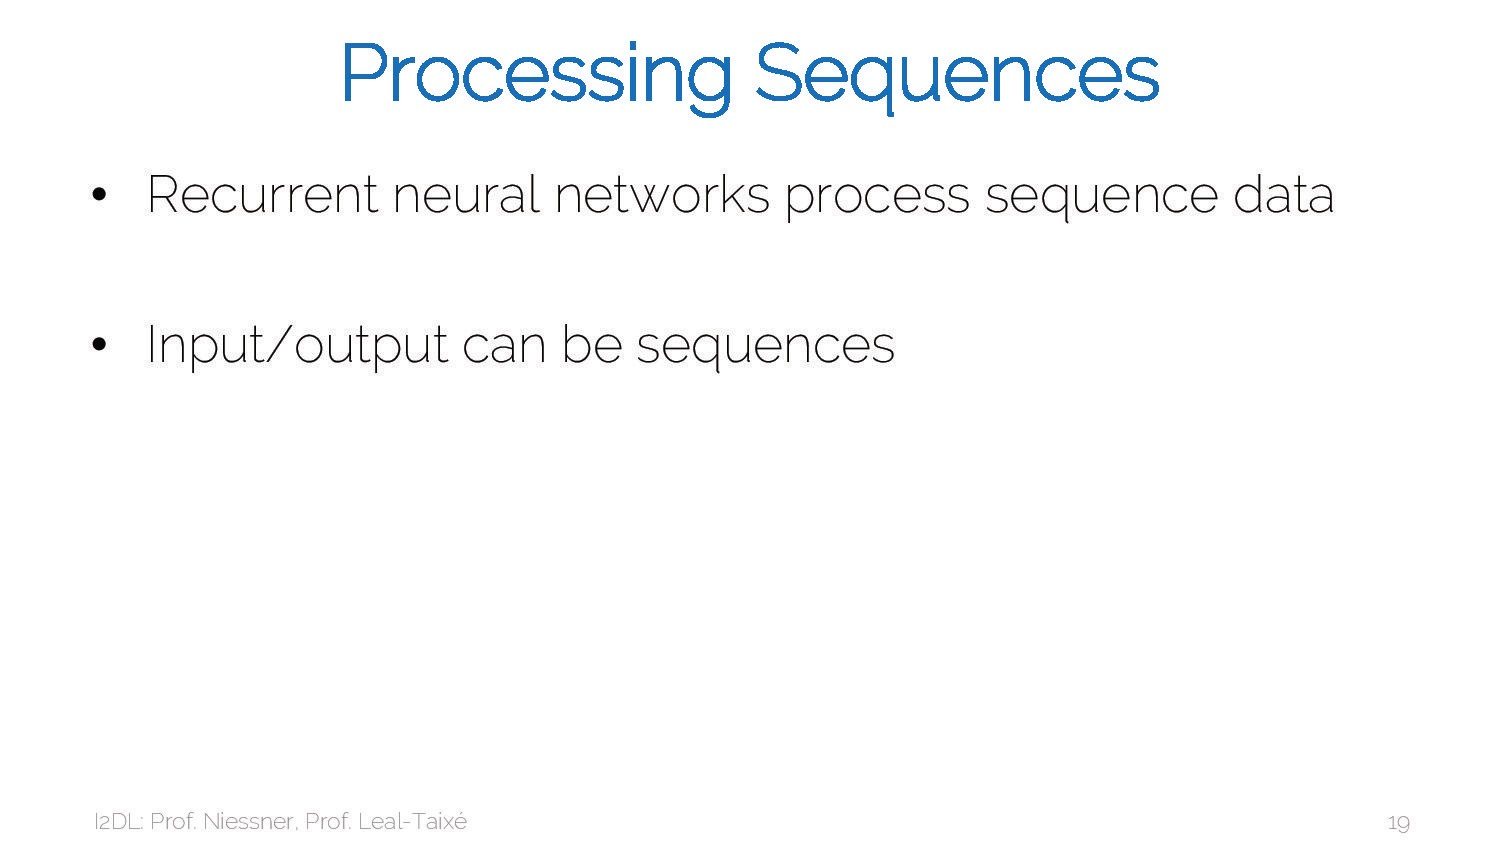 Processing Sequences
• Recurrent neural networks process sequence data
• Input/output can be sequences
I2DL: Prof. Niessner, Prof. Leal-Taixé
19